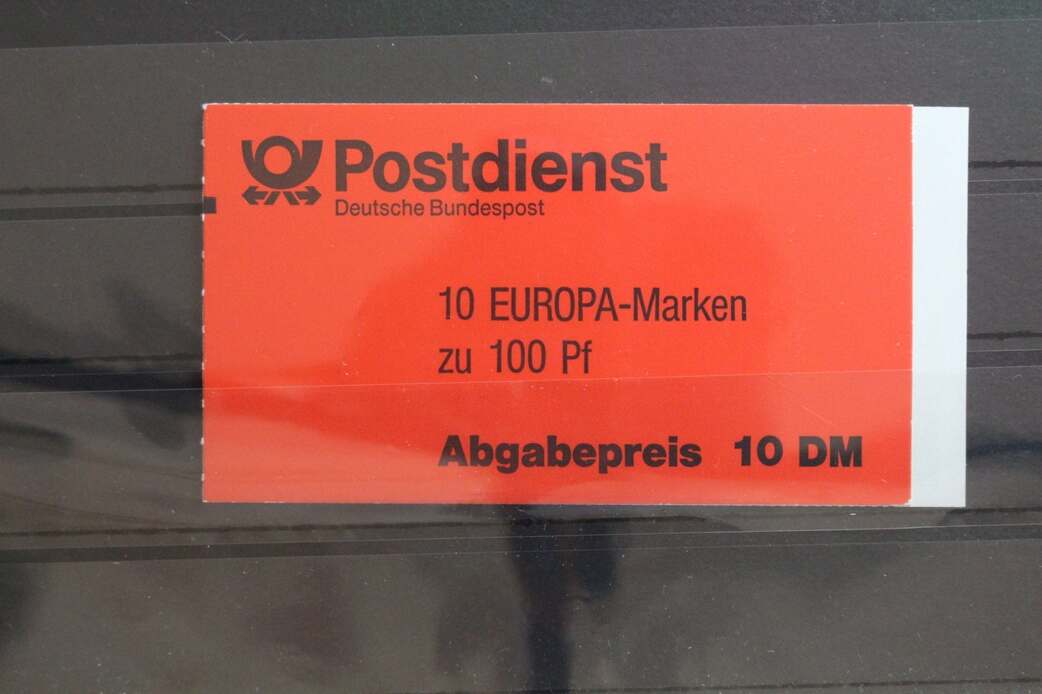 Postdienst
Deutsche Bundespost
10 EUROPA-Marken
zu 100 Pf
Abgabepreis 10 DM